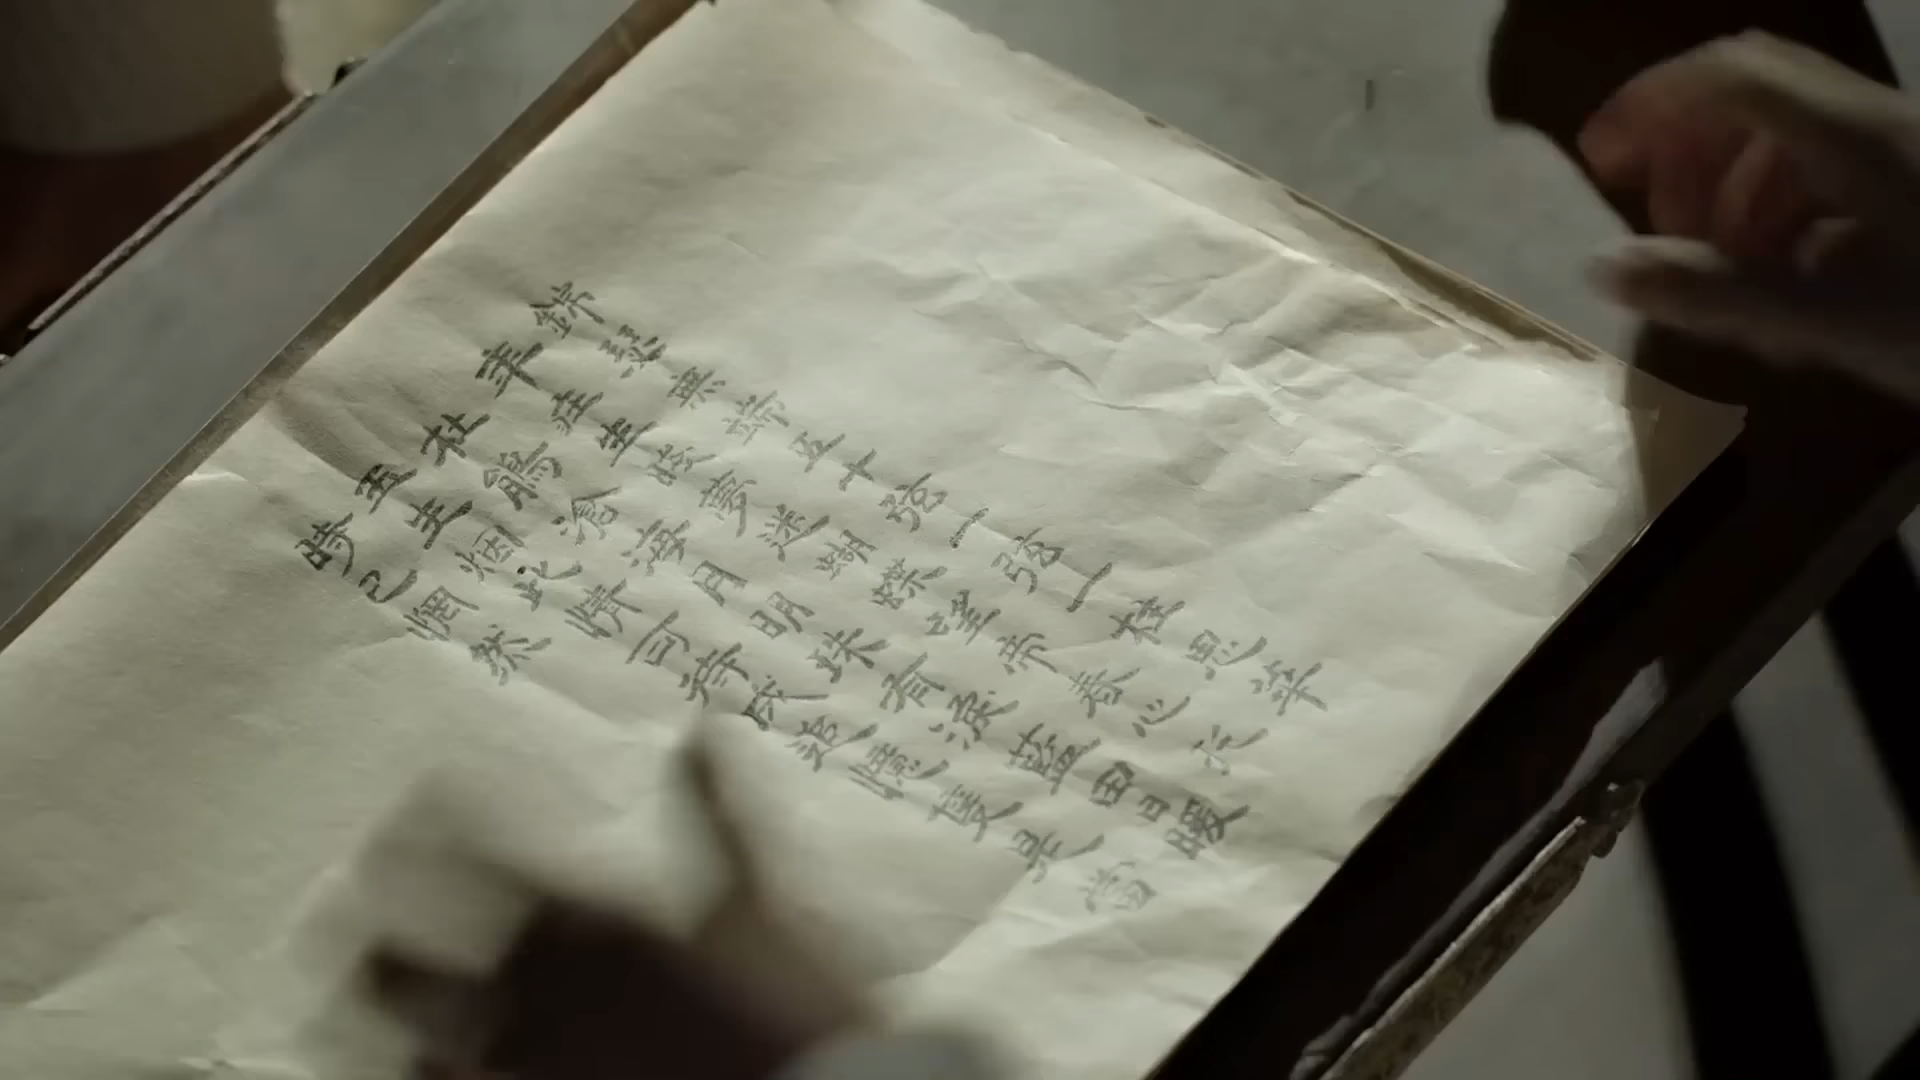 錦瑟無端五十弦一弦一柱思華
年莊生曉夢迷蝴蝶望帝春心託
杜鵑滄海月明珠有淚藍田日暖
玉生烟此情可待成追憶是當
時已惘然